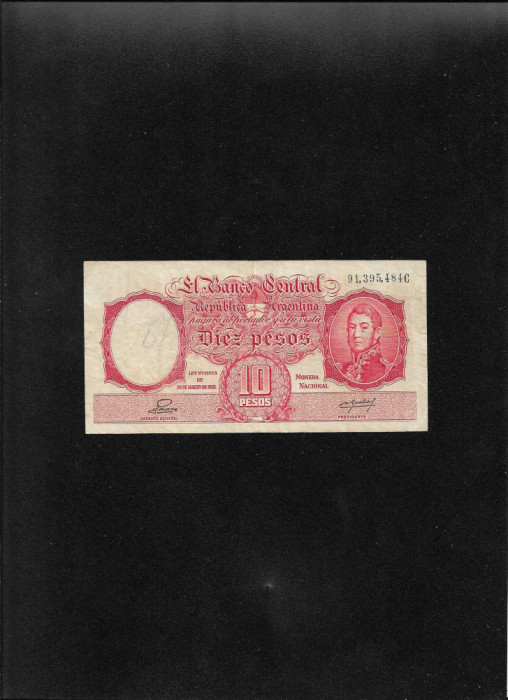 El Banco Central
91,395,484C
República Argentina
pagará al portador y a la vista
Diez pesos
LEY Nº
DE
28 DE MARZO DE 1935
MONEDA
NACIONAL
10
PESOS
GERENTE GENERAL
PRESIDENTE